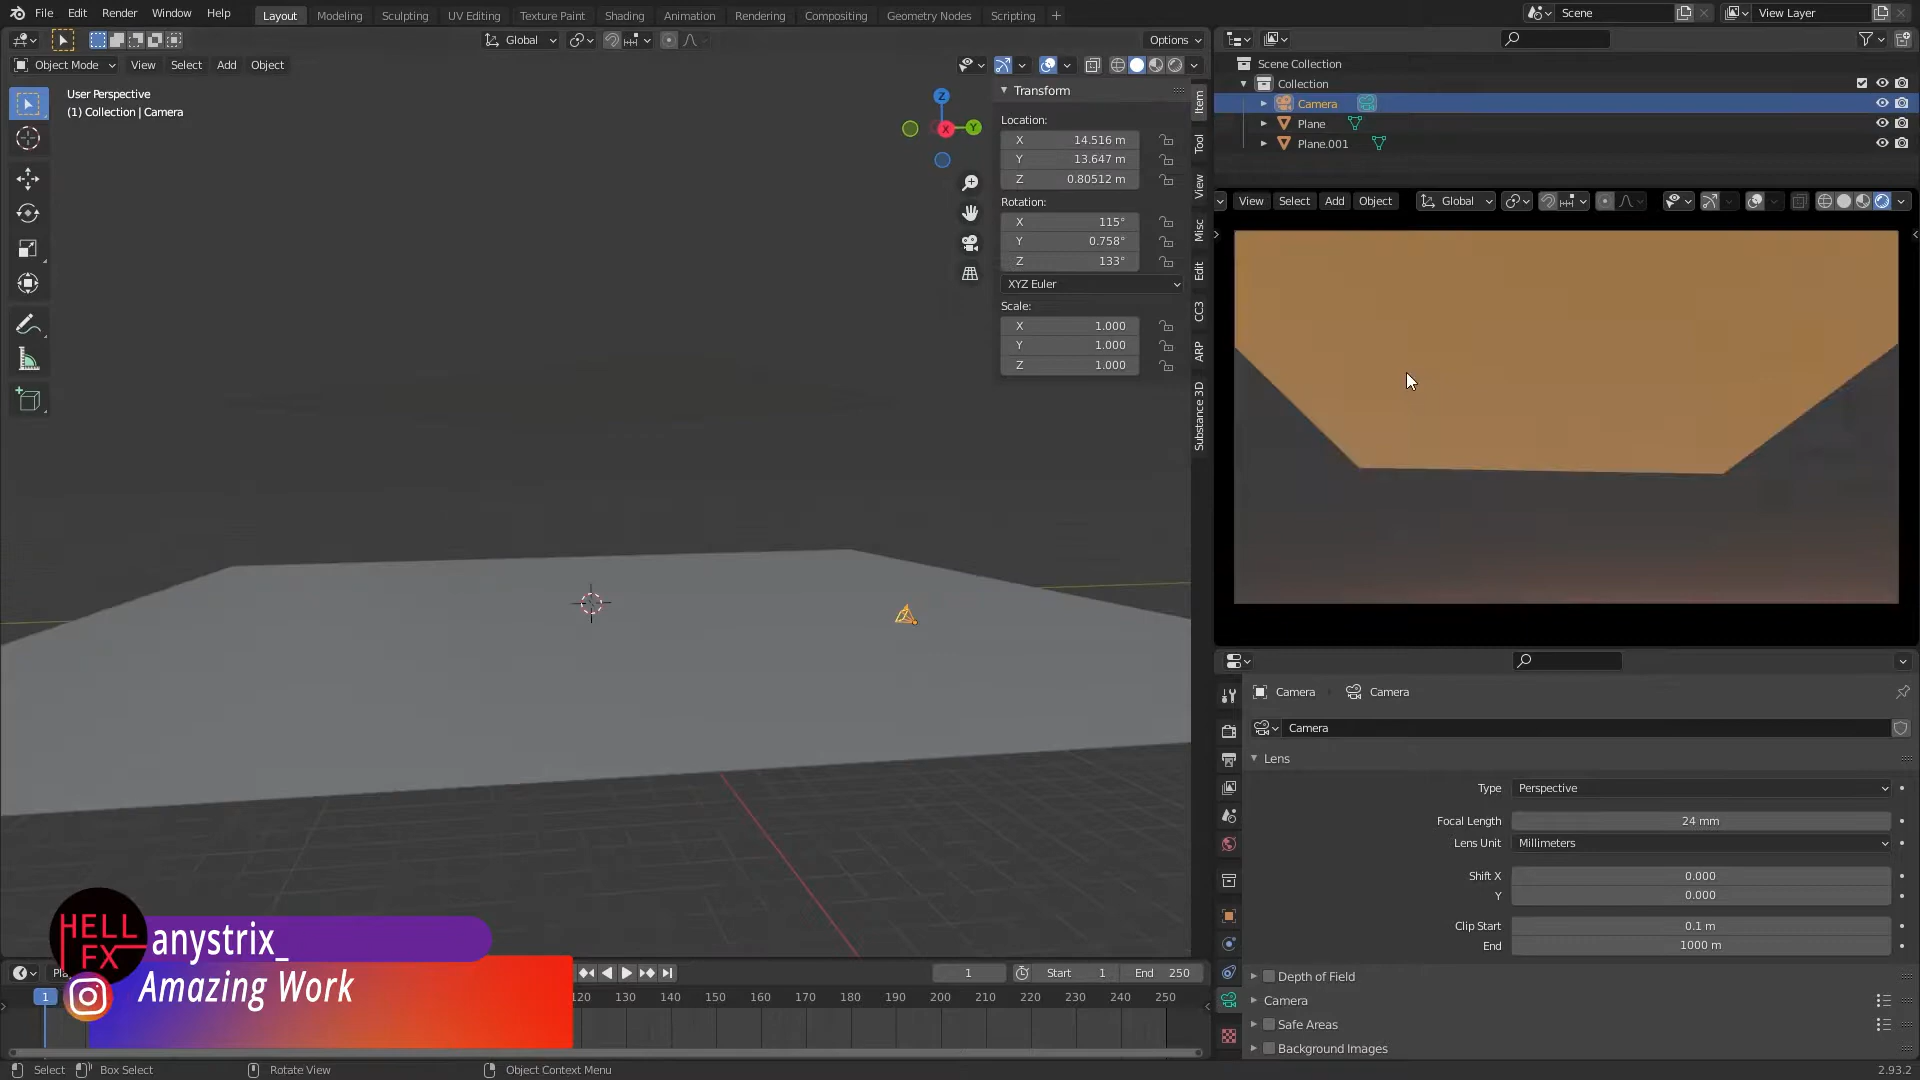 File Edit Render Window Help
Layout Modeling Sculpting UV Editing Texture Paint Shading Animation Rendering Compositing Geometry Nodes Scripting +
Scene
View Layer
Global
Options
Object Mode View Select Add Object
User Perspective
(1) Collection | Camera
Z
X
Y
Transform
Location:
X 14.516 m
Y 13.647 m
Z 0.80512 m
Rotation:
X 115°
Y 0.758°
Z 133°
XYZ Euler
Scale:
X 1.000
Y 1.000
Z 1.000
Item
Tool
View
Misc
Edit
CC3
ARP
Substance 3D
Scene Collection
Collection
Camera
Plane
Plane.001
View Select Add Object
Global
Camera
Camera
Camera
Lens
Type Perspective
Focal Length 24 mm
Lens Unit Millimeters
Shift X 0.000
Y 0.000
Clip Start 0.1 m
End 1000 m
Depth of Field
Camera
Safe Areas
Background Images
HELL
FX
anystrix_
Amazing Work
1
Start 1
End 250
1
120 130 140 150 160 170 180 190 200 210 220 230 240 250
Select Box Select Rotate View Object Context Menu
2.93.2